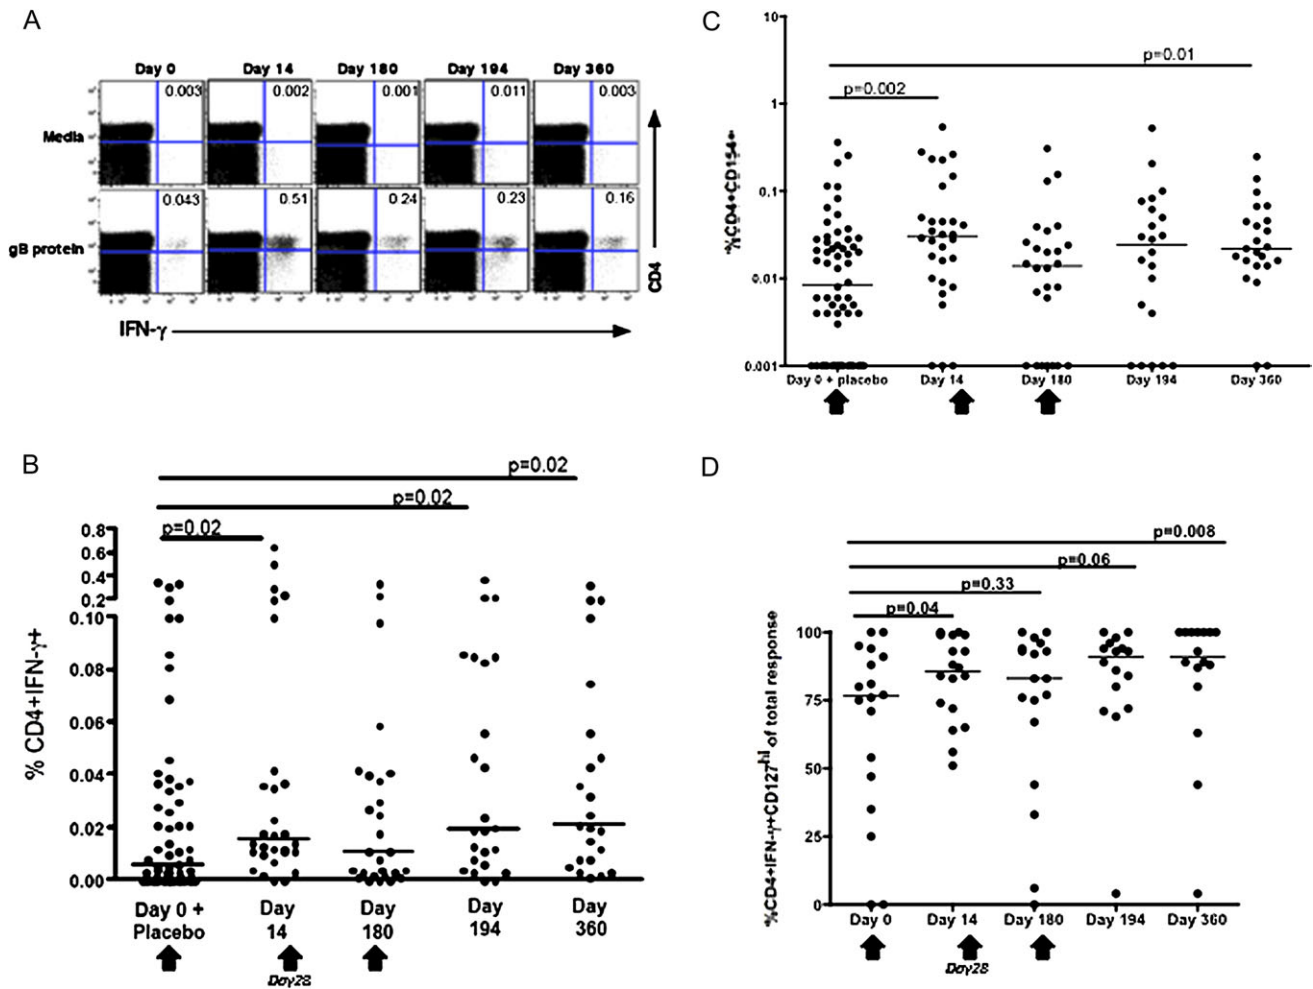 A
Day 0 Day 14 Day 180 Day 194 Day 360
Media 0.003 0.002 0.001 0.011 0.003
gB protein 0.043 0.51 0.24 0.23 0.16
CD4
IFN-γ
B
p=0.02
p=0.02
p=0.02
% CD4+IFN-γ+
0.8
0.6
0.4
0.2
0.10
0.08
0.06
0.04
0.02
0.00
Day 0 + Placebo
Day 14
Day 180
Day 194
Day 360
Day28
C
p=0.01
p=0.002
%CD4+CD154+
10
1
0.1
0.01
0.001
Day 0 + placebo Day 14 Day 180 Day 194 Day 360
D
p=0.008
p=0.06
p=0.33
p=0.04
%CD4+IFN-γ+CD127hi of total response
100
75
50
25
0
Day 0 Day 14 Day 180 Day 194 Day 360
Day28